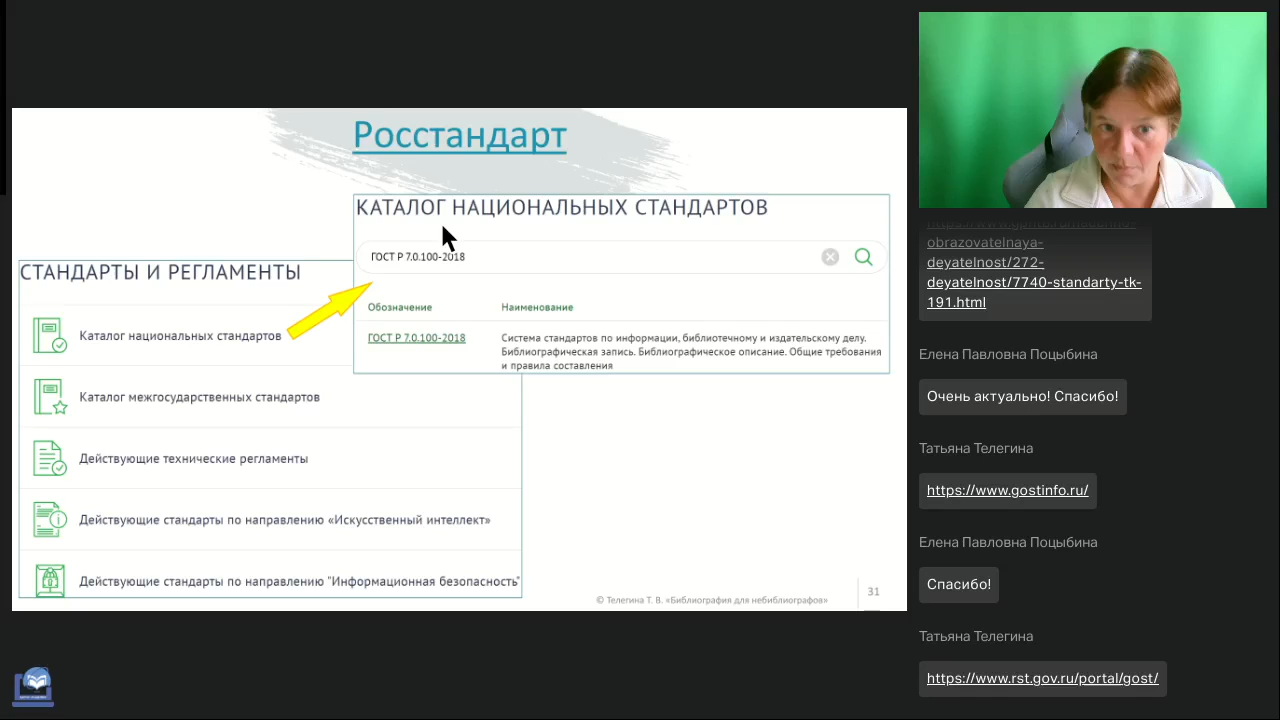 Росстандарт
КАТАЛОГ НАЦИОНАЛЬНЫХ СТАНДАРТОВ
ГОСТ Р 7.0.100-2018
Обозначение
Наименование
ГОСТ Р 7.0.100-2018
Система стандартов по информации, библиотечному и издательскому делу.
Библиографическая запись. Библиографическое описание. Общие требования
и правила составления
СТАНДАРТЫ И РЕГЛАМЕНТЫ
Каталог национальных стандартов
Каталог межгосударственных стандартов
Действующие технические регламенты
Действующие стандарты по направлению «Искусственный интеллект»
Действующие стандарты по направлению "Информационная безопасность"
© Телегина Т. В. «Библиография для небиблиографов»
31
obrazovatelnaya-
deyatelnost/272-
deyatelnost/7740-standarty-tk-
191.html
Елена Павловна Поцыбина
Очень актуально! Спасибо!
Татьяна Телегина
https://www.gostinfo.ru/
Елена Павловна Поцыбина
Спасибо!
Татьяна Телегина
https://www.rst.gov.ru/portal/gost/